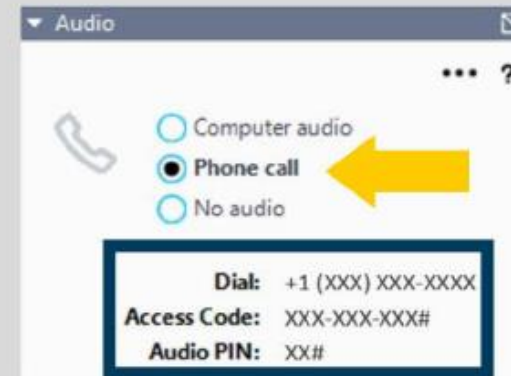 Audio
?
Computer audio
Phone call
No audio
Dial: +1 (XXX) XXX-XXXX
Access Code: XXX-XXX-XXX#
Audio PIN: XX#